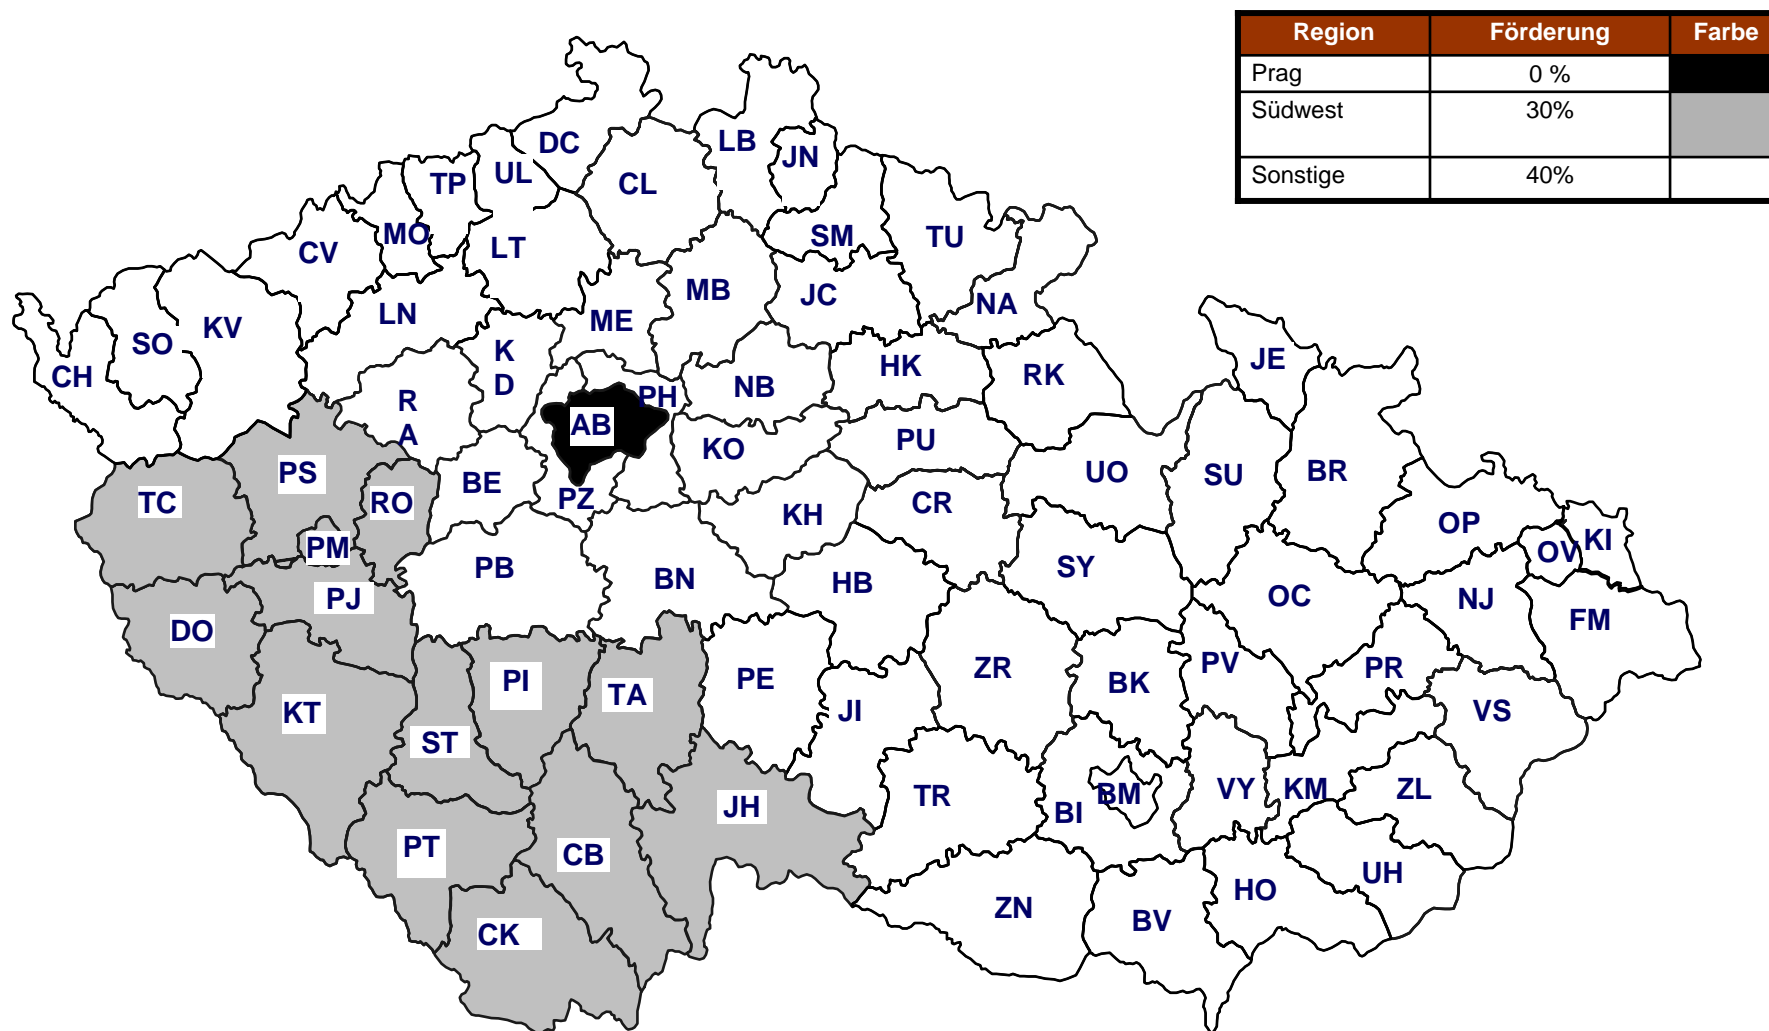 Region Förderung Farbe
Prag 0 %
Südwest 30%
Sonstige 40%
DC
LB
JN
UL
TP
CL
MO
SM
TU
CV
LT
MB
JC
NA
LN
ME
KV
SO
K
D
JE
CH
HK
RK
NB
PH
R
A
AB
KO
PU
PS
BE
UO
SU
BR
TC
RO
PZ
KH
CR
OP
PM
OV
KI
PB
BN
HB
SY
PJ
OC
NJ
DO
FM
PI
TA
PE
ZR
BK
PV
PR
KT
ST
JI
VS
JH
TR
BI
BM
VY
KM
ZL
PT
CB
UH
HO
CK
ZN
BV